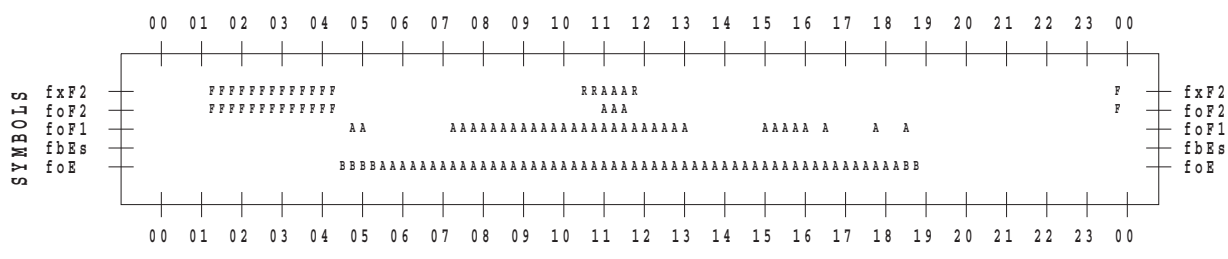 00 01 02 03 04 05 06 07 08 09 10 11 12 13 14 15 16 17 18 19 20 21 22 23 00
SYMBOLS
fxF2 FFFFFFFFFFFFF RRAAAR F fxF2
foF2 FFFFFFFFFFFFF AAA F foF2
foF1 AA AAAAAAAAAAAAAAAAAAAAAAAA AAAAA A A A foF1
fbEs fbEs
foE BBBBAAAAAAAAAAAAAAAAAAAAAAAAAAAAAAAAAAAAAAAAAAAAAAAAAAAABB foE
00 01 02 03 04 05 06 07 08 09 10 11 12 13 14 15 16 17 18 19 20 21 22 23 00